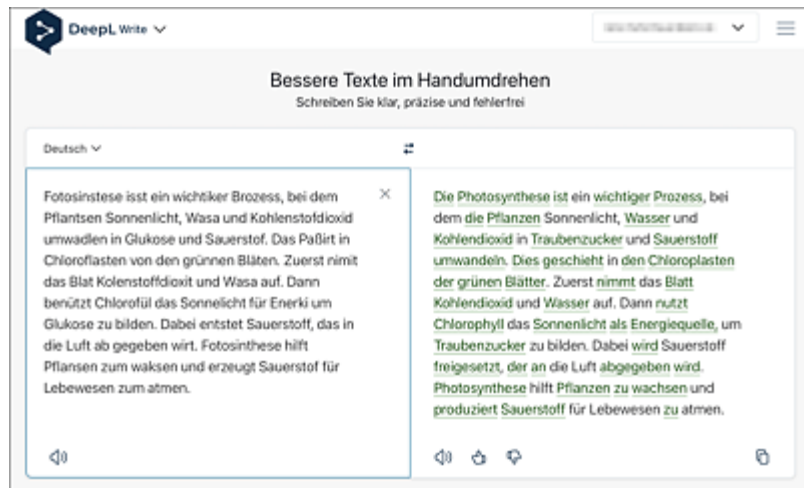 DeepL Write
Bessere Texte im Handumdrehen
Schreiben Sie klar, präzise und fehlerfrei
Deutsch
Fotosinstese isst ein wichtiker Brozess, bei dem
Pflantsen Sonnenlicht, Wasa und Kohlenstofdioxid
umwadlen in Glukose und Sauerstof. Das Paßirt in
Chloroflasten von den grünnen Bläten. Zuerst nimit
das Blat Kolenstoffdioxit und Wasa auf. Dann
benützt Chlorofül das Sonnelicht für Enerki um
Glukose zu bilden. Dabei entstet Sauerstoff, das in
die Luft ab gegeben wirt. Fotosinthese hilft
Pflansen zum waksen und erzeugt Sauerstof für
Lebewesen zum atmen.
Die Photosynthese ist ein wichtiger Prozess, bei
dem die Pflanzen Sonnenlicht, Wasser und
Kohlendioxid in Traubenzucker und Sauerstoff
umwandeln. Dies geschieht in den Chloroplasten
der grünen Blätter. Zuerst nimmt das Blatt
Kohlendioxid und Wasser auf. Dann nutzt
Chlorophyll das Sonnenlicht als Energiequelle, um
Traubenzucker zu bilden. Dabei wird Sauerstoff
freigesetzt, der an die Luft abgegeben wird.
Photosynthese hilft Pflanzen zu wachsen und
produziert Sauerstoff für Lebewesen zu atmen.